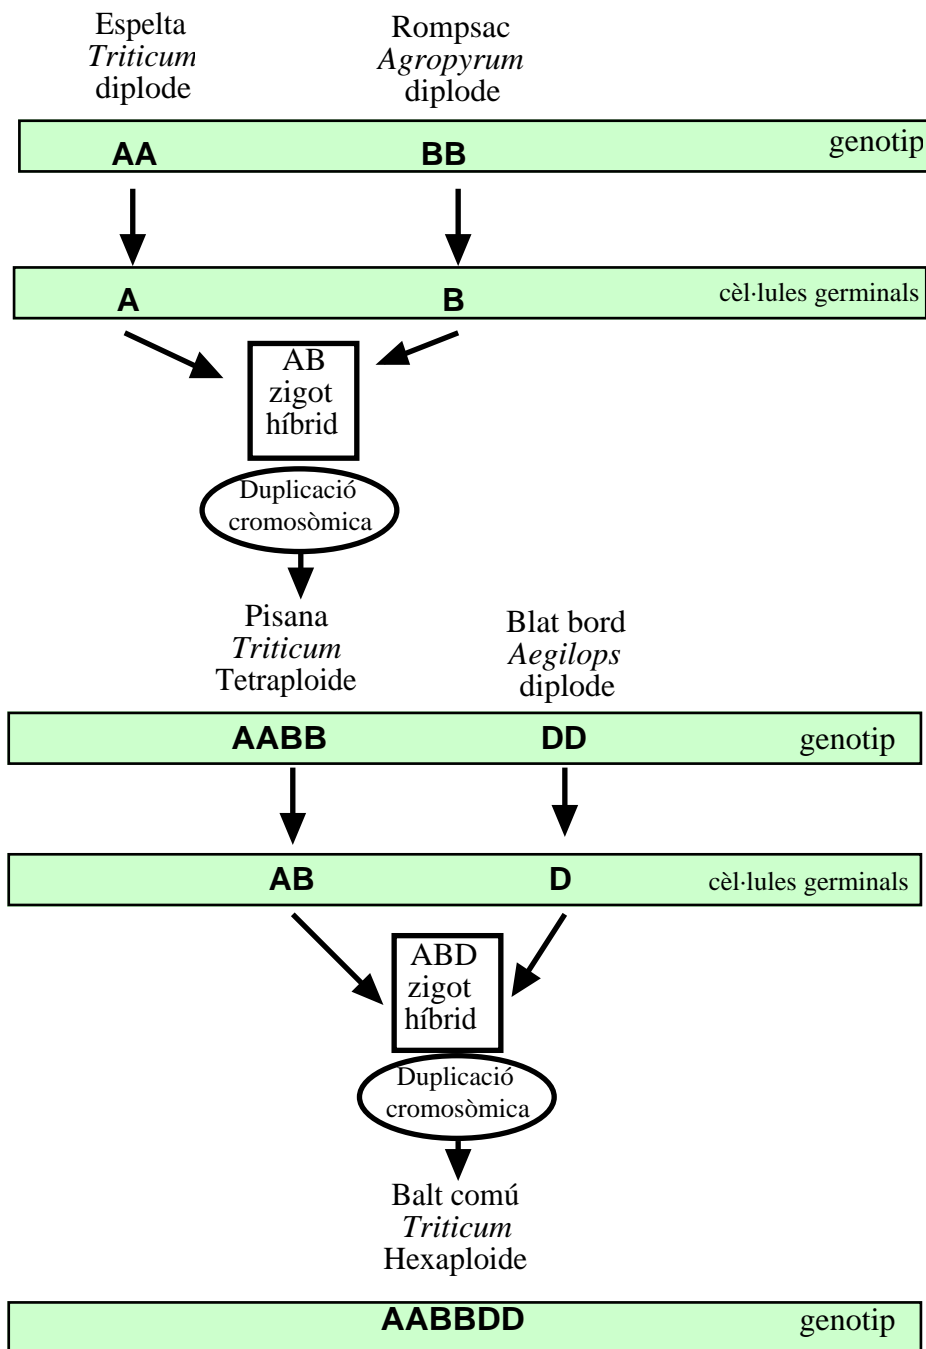 Espelta
Triticum
diplode
Rompsac
Agropyrum
diplode
AA
BB
genotip
A
B
cèl·lules germinals
AB
zigot
híbrid
Duplicació
cromosòmica
Pisana
Triticum
Tetraploide
Blat bord
Aegilops
diplode
AABB
DD
genotip
AB
D
cèl·lules germinals
ABD
zigot
híbrid
Duplicació
cromosòmica
Balt comú
Triticum
Hexaploide
AABBDD
genotip